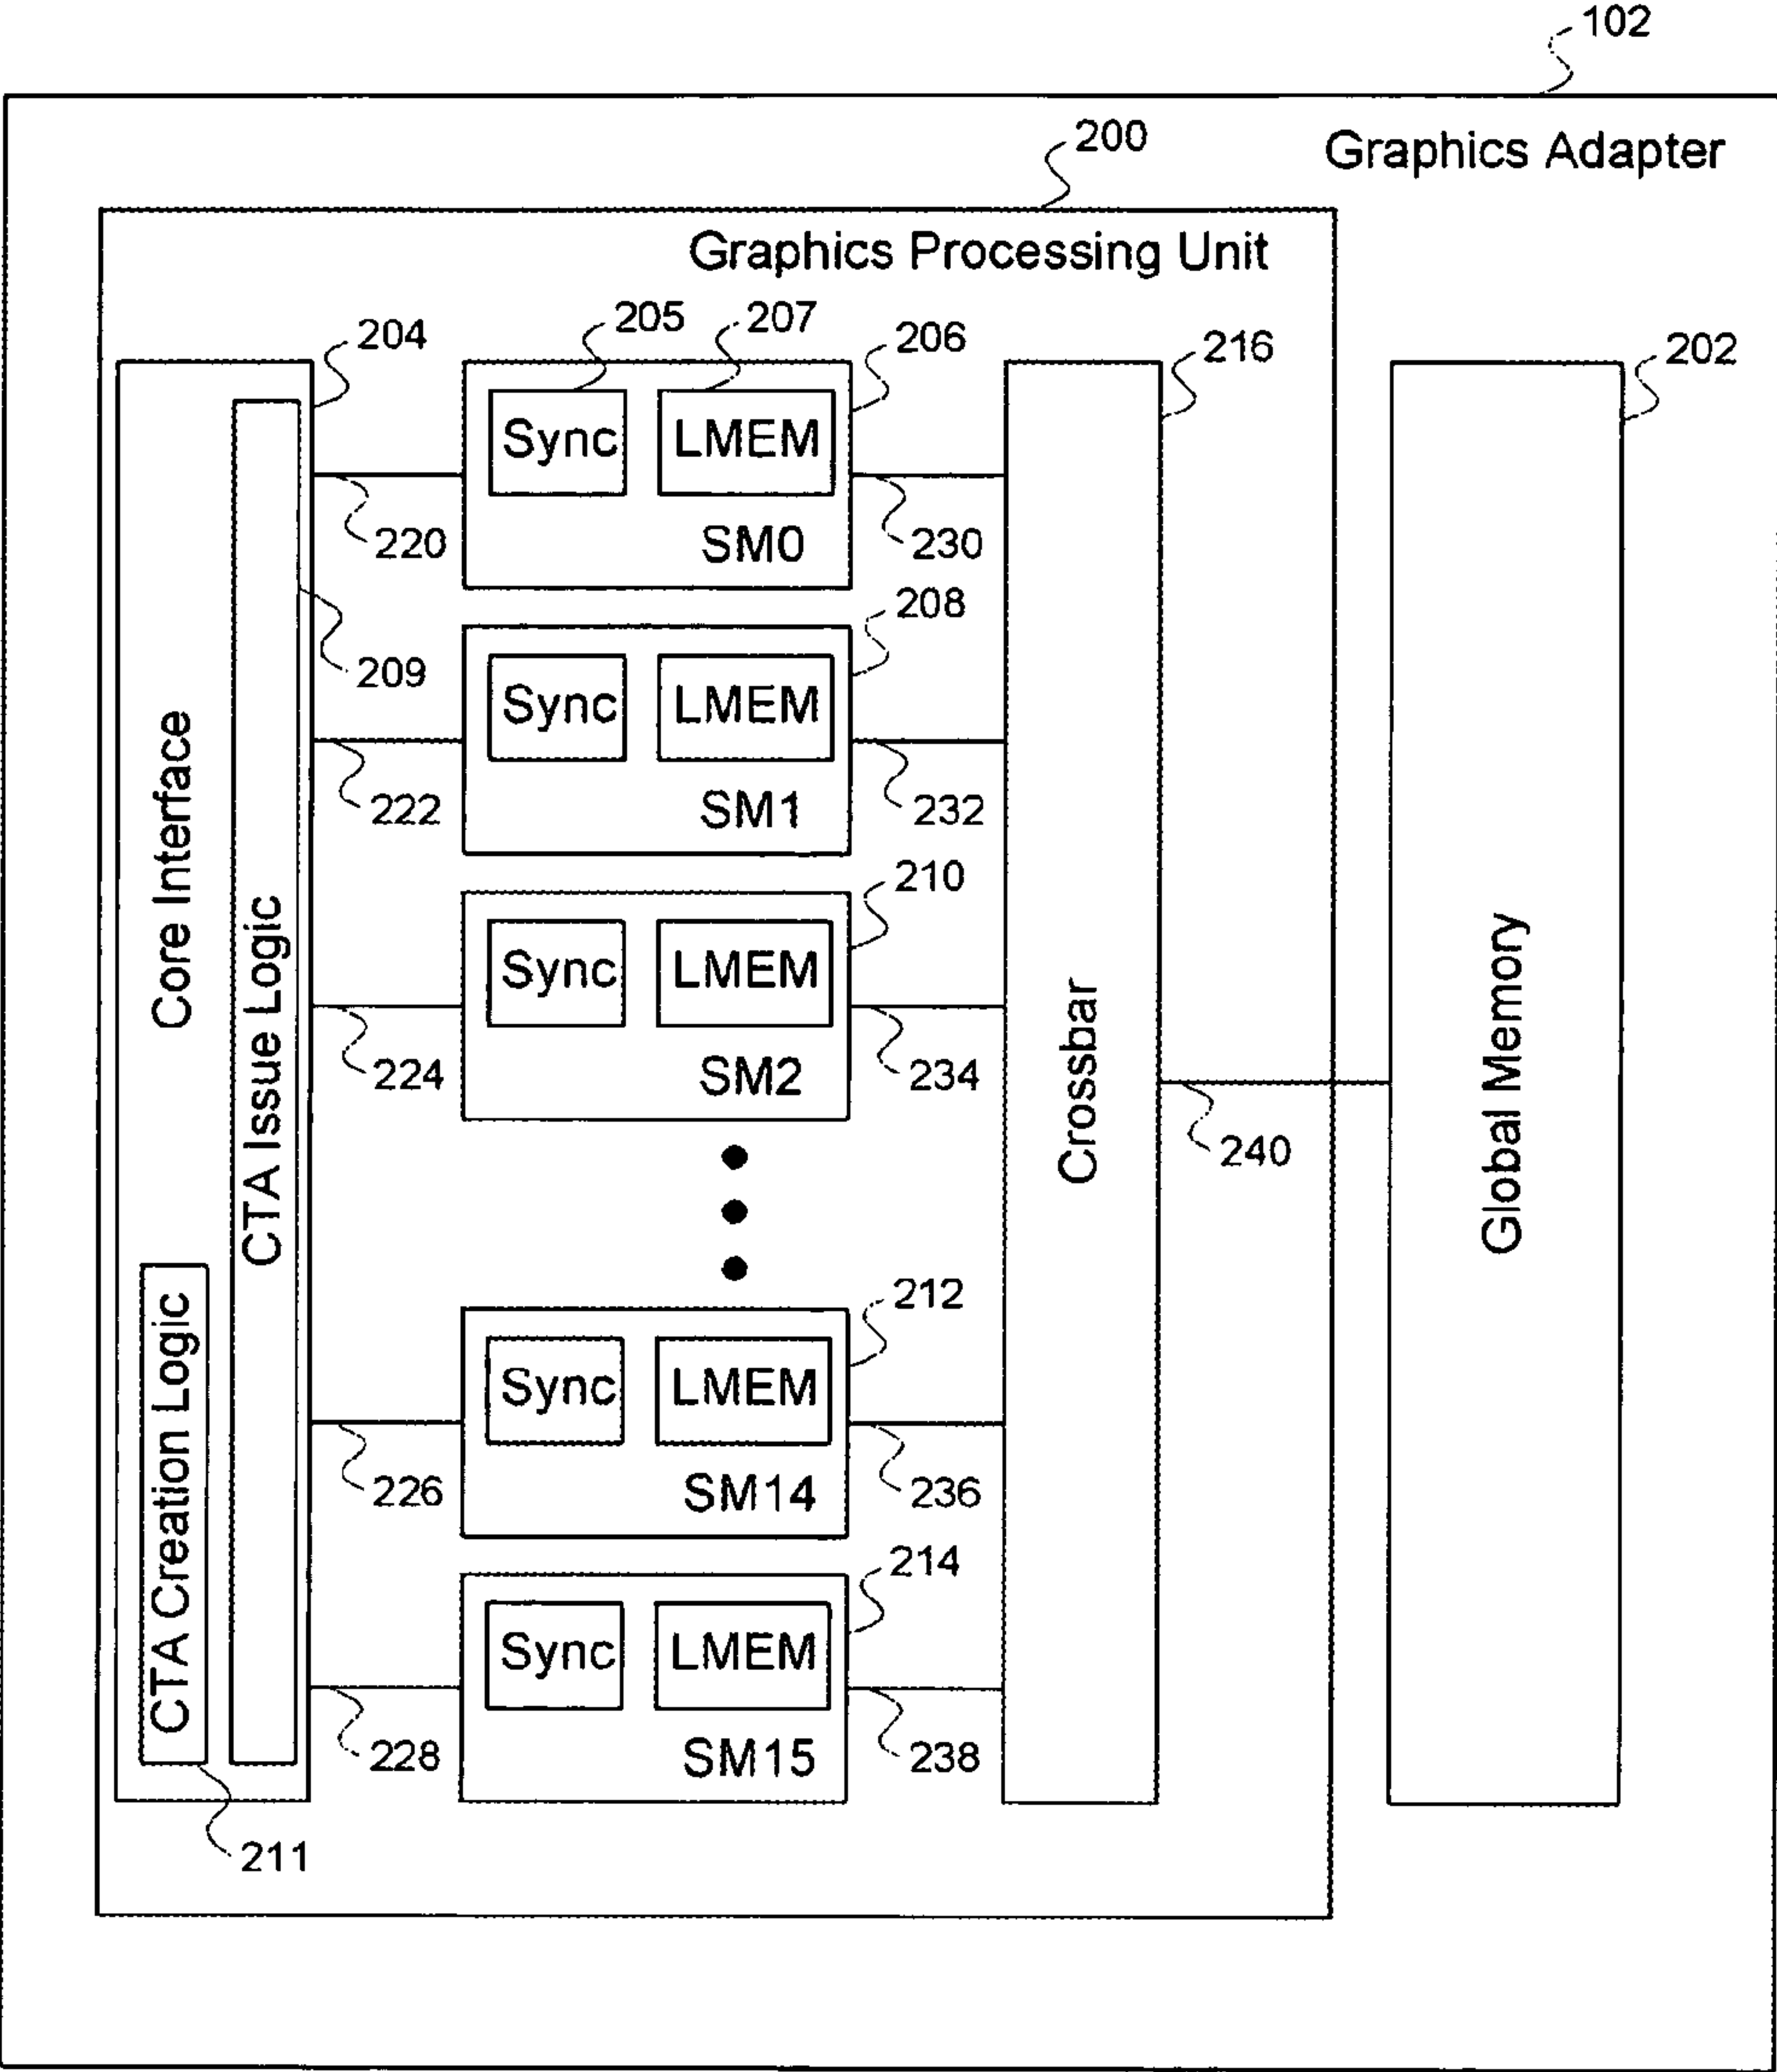 102
Graphics Adapter
200
Graphics Processing Unit
204
205
207
206
216
202
Sync
LMEM
SM0
220
230
209
208
Sync
LMEM
SM1
222
232
Core Interface
CTA Issue Logic
210
Sync
LMEM
SM2
224
234
Crossbar
240
Global Memory
212
Sync
LMEM
SM14
226
236
CTA Creation Logic
214
Sync
LMEM
SM15
228
238
211